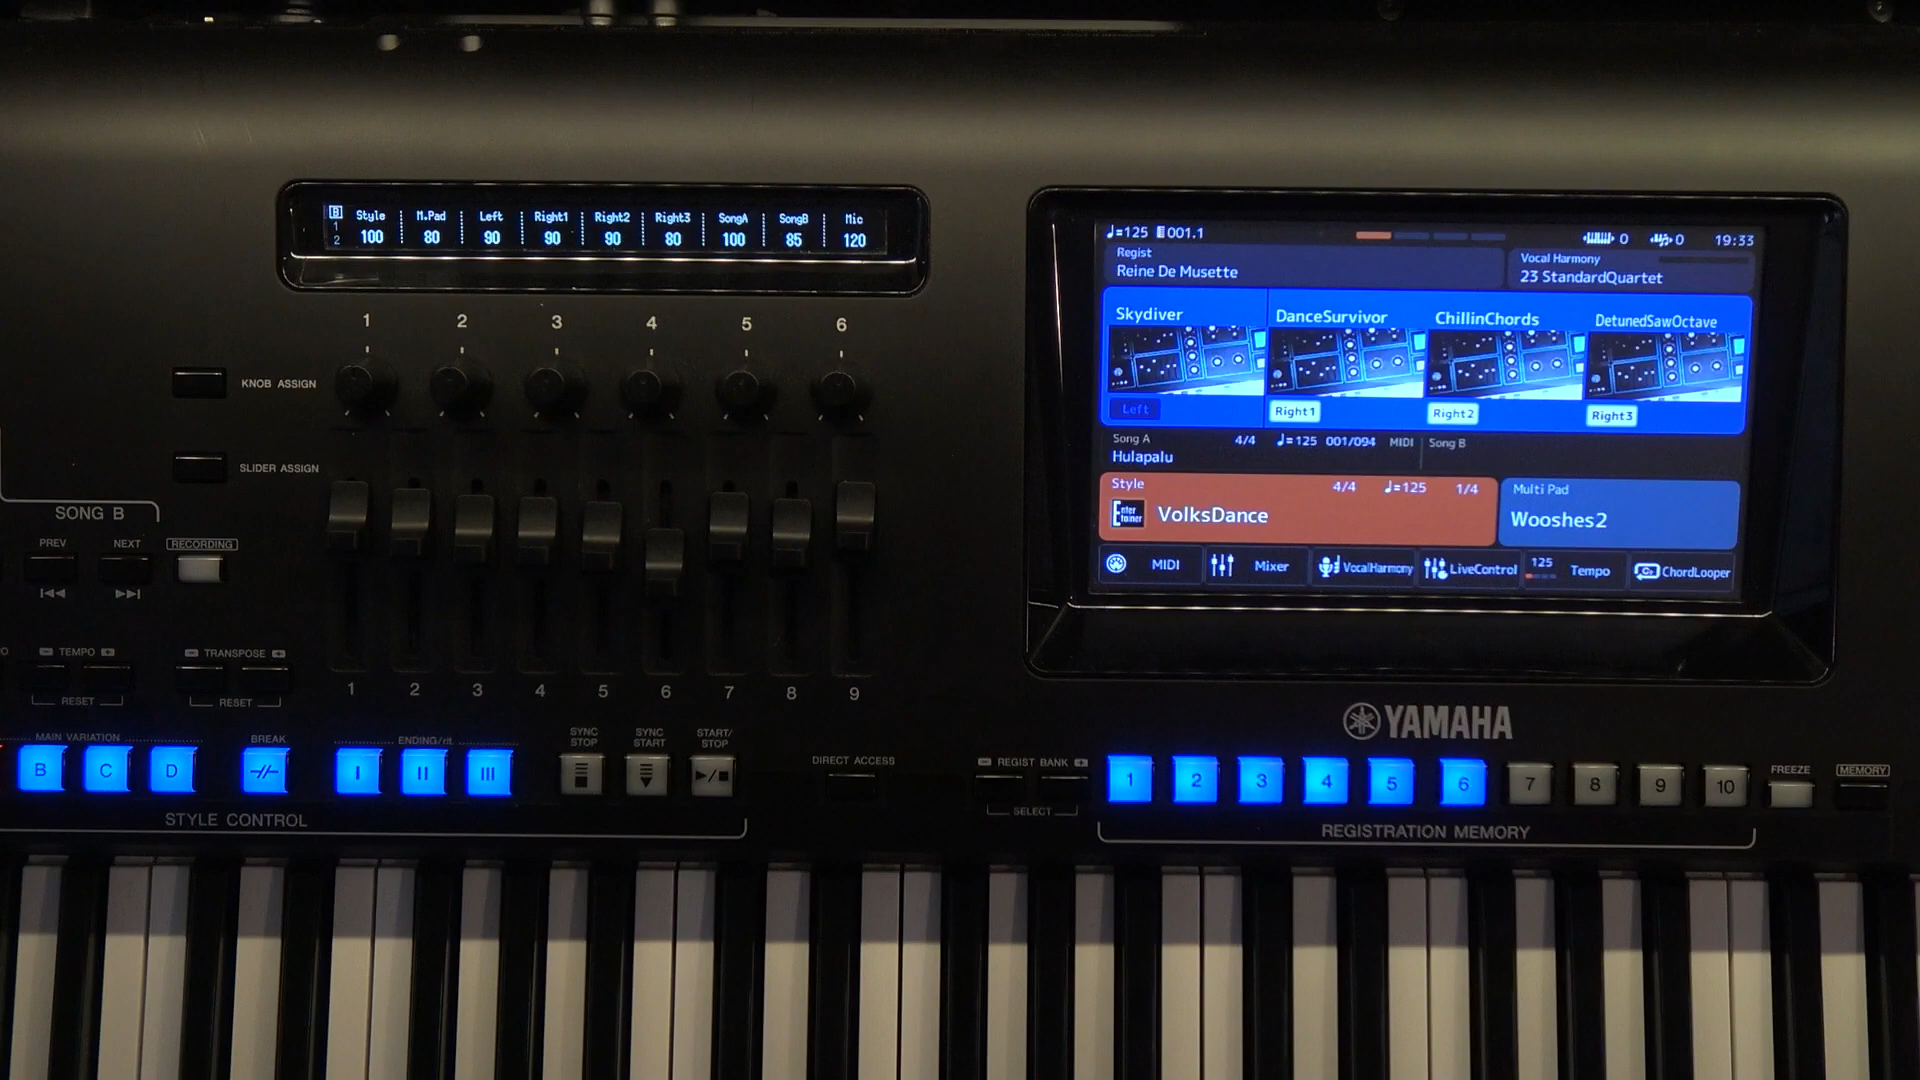 B Style M.Pad Left Right1 Right2 Right3 SongA SongB Mic
1
2 100 80 90 90 90 80 100 85 120
1 2 3 4 5 6
KNOB ASSIGN
SLIDER ASSIGN
SONG B
PREV NEXT RECORDING
TEMPO TRANSPOSE
RESET RESET
1 2 3 4 5 6 7 8 9
MAIN VARIATION BREAK ENDING/rit. SYNC STOP SYNC START START/STOP
B C D I II III
STYLE CONTROL
DIRECT ACCESS
♩=125 001.1 0 0 19:33
Regist
Reine De Musette
Vocal Harmony
23 StandardQuartet
Skydiver DanceSurvivor ChillinChords DetunedSawOctave
Left Right1 Right2 Right3
Song A 4/4 ♩=125 001/094 MIDI Song B
Hulapalu
Style 4/4 ♩=125 1/4
Entertainer VolksDance
Multi Pad
Wooshes2
MIDI Mixer VocalHarmony LiveControl 125 Tempo ChordLooper
YAMAHA
REGIST BANK
SELECT
1 2 3 4 5 6 7 8 9 10
FREEZE MEMORY
REGISTRATION MEMORY